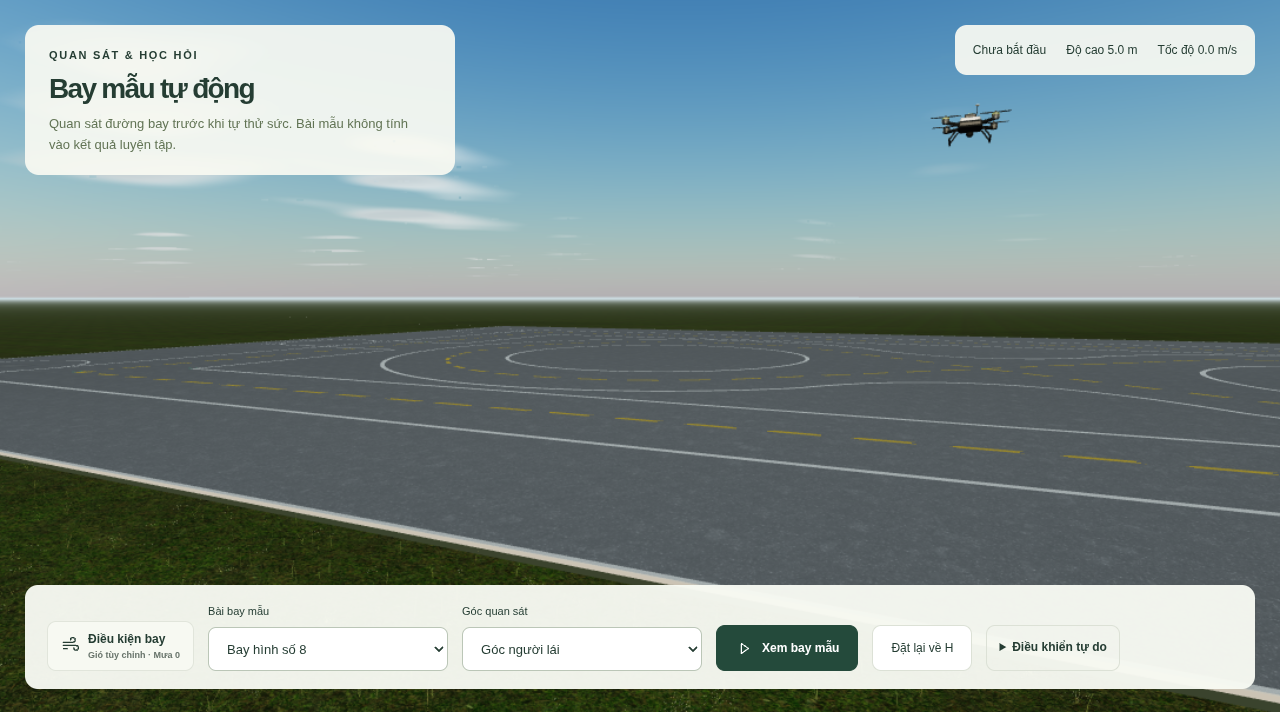 QUAN SÁT & HỌC HỎI
Bay mẫu tự động
Quan sát đường bay trước khi tự thử sức. Bài mẫu không tính
vào kết quả luyện tập.
Chưa bắt đầu Độ cao 5.0 m Tốc độ 0.0 m/s
Điều kiện bay
Gió tùy chỉnh · Mưa 0
Bài bay mẫu
Bay hình số 8
Góc quan sát
Góc người lái
Xem bay mẫu
Đặt lại về H
Điều khiển tự do